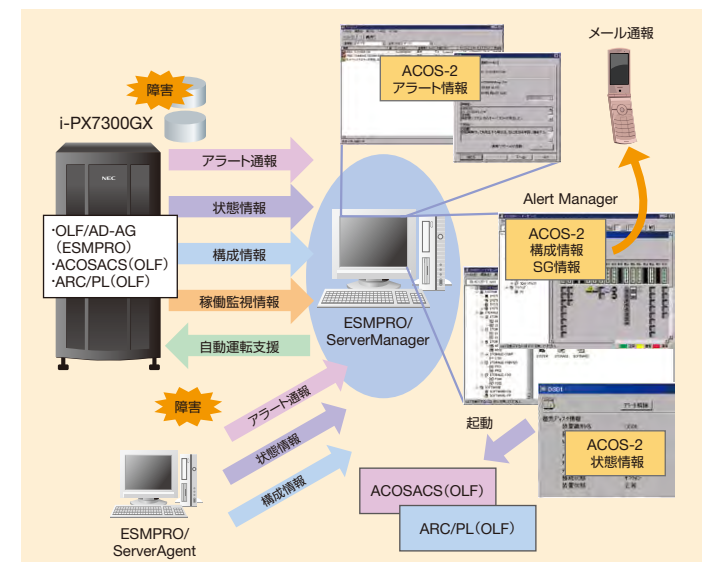 メール通報
ACOS-2
アラート情報
障害
i-PX7300GX
NEC
アラート通報
状態情報
構成情報
稼働監視情報
自動運転支援
・OLF/AD-AG
(ESMPRO)
・ACOSACS(OLF)
・ARC/PL(OLF)
ESMPRO/
ServerManager
Alert Manager
ACOS-2
構成情報
SG情報
障害
アラート通報
状態情報
構成情報
起動
ACOS-2
状態情報
ACOSACS(OLF)
ARC/PL(OLF)
ESMPRO/
ServerAgent